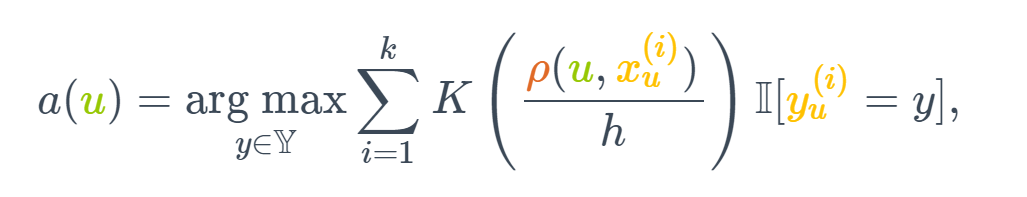 a(u) = arg max_{y∈𝕐} ∑_{i=1}^{k} K(ρ(u, x_u^{(i)}) / h) 𝕀[y_u^{(i)} = y],